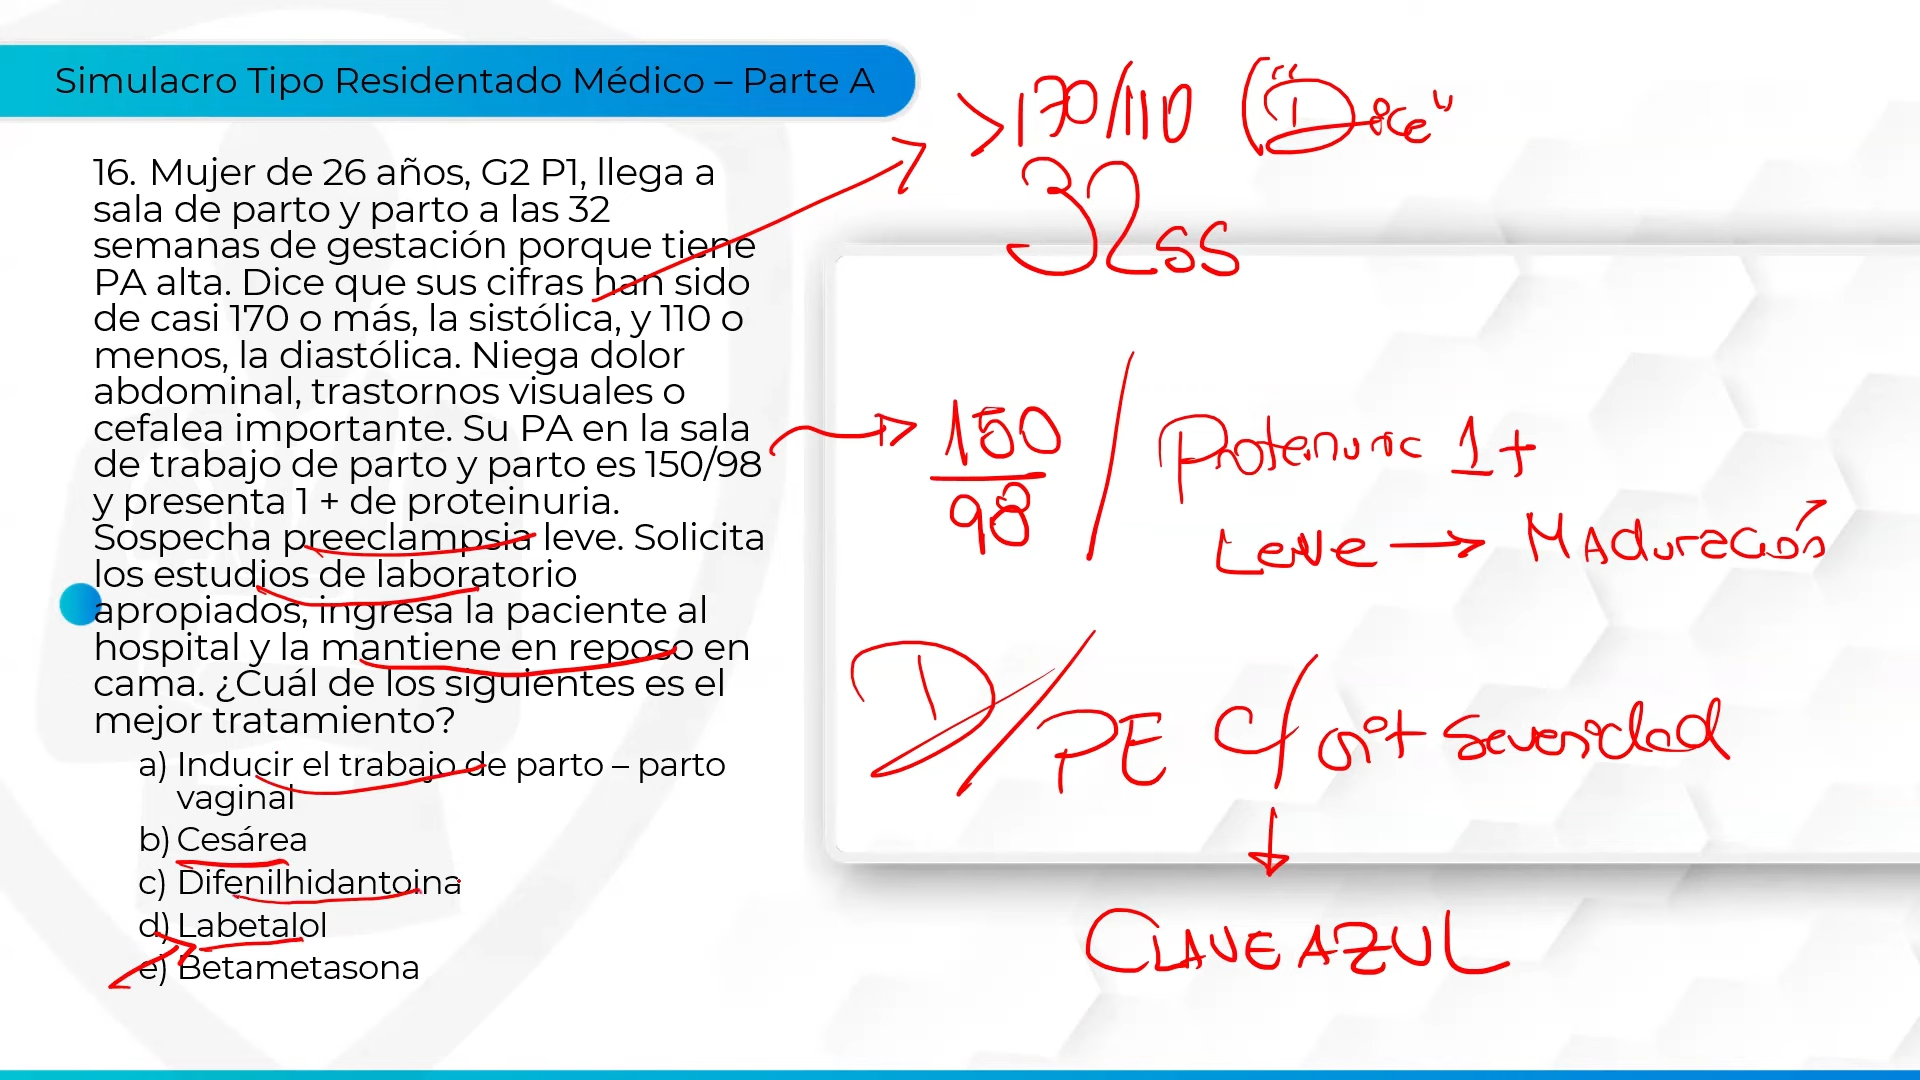 Simulacro Tipo Residentado Médico – Parte A
16. Mujer de 26 años, G2 P1, llega a
sala de parto y parto a las 32
semanas de gestación porque tiene
PA alta. Dice que sus cifras han sido
de casi 170 o más, la sistólica, y 110 o
menos, la diastólica. Niega dolor
abdominal, trastornos visuales o
cefalea importante. Su PA en la sala
de trabajo de parto y parto es 150/98
y presenta 1 + de proteinuria.
Sospecha preeclampsia leve. Solicita
los estudios de laboratorio
apropiados, ingresa la paciente al
hospital y la mantiene en reposo en
cama. ¿Cuál de los siguientes es el
mejor tratamiento?
a) Inducir el trabajo de parto – parto
vaginal
b) Cesárea
c) Difenilhidantoina
d) Labetalol
e) Betametasona
>170/110 ("Dice"
32ss
150
98
/ Proteinuria 1+
Leve → Maduración
D/ PE c/
severidad
↓
CLAVE AZUL